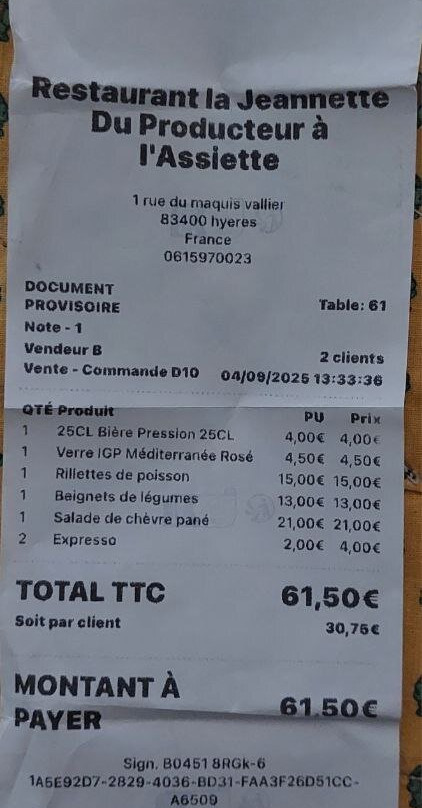 Restaurant la Jeannette
Du Producteur à
l'Assiette
1 rue du maquis vallier
83400 hyeres
France
0615970023
DOCUMENT
PROVISOIRE Table: 61
Note - 1
Vendeur B 2 clients
Vente - Commande D10 04/09/2025 13:33:36
QTÉ Produit PU Prix
1 25CL Bière Pression 25CL 4,00€ 4,00€
1 Verre IGP Méditerranée Rosé 4,50€ 4,50€
1 Rillettes de poisson 15,00€ 15,00€
1 Beignets de légumes 13,00€ 13,00€
1 Salade de chèvre pané 21,00€ 21,00€
2 Expresso 2,00€ 4,00€
TOTAL TTC 61,50€
Soit par client 30,75€
MONTANT À
PAYER 61.50€
Sign. B0451 8RGk-6
1A5E92D7-2829-4036-BD31-FAA3F26D51CC-
A6509